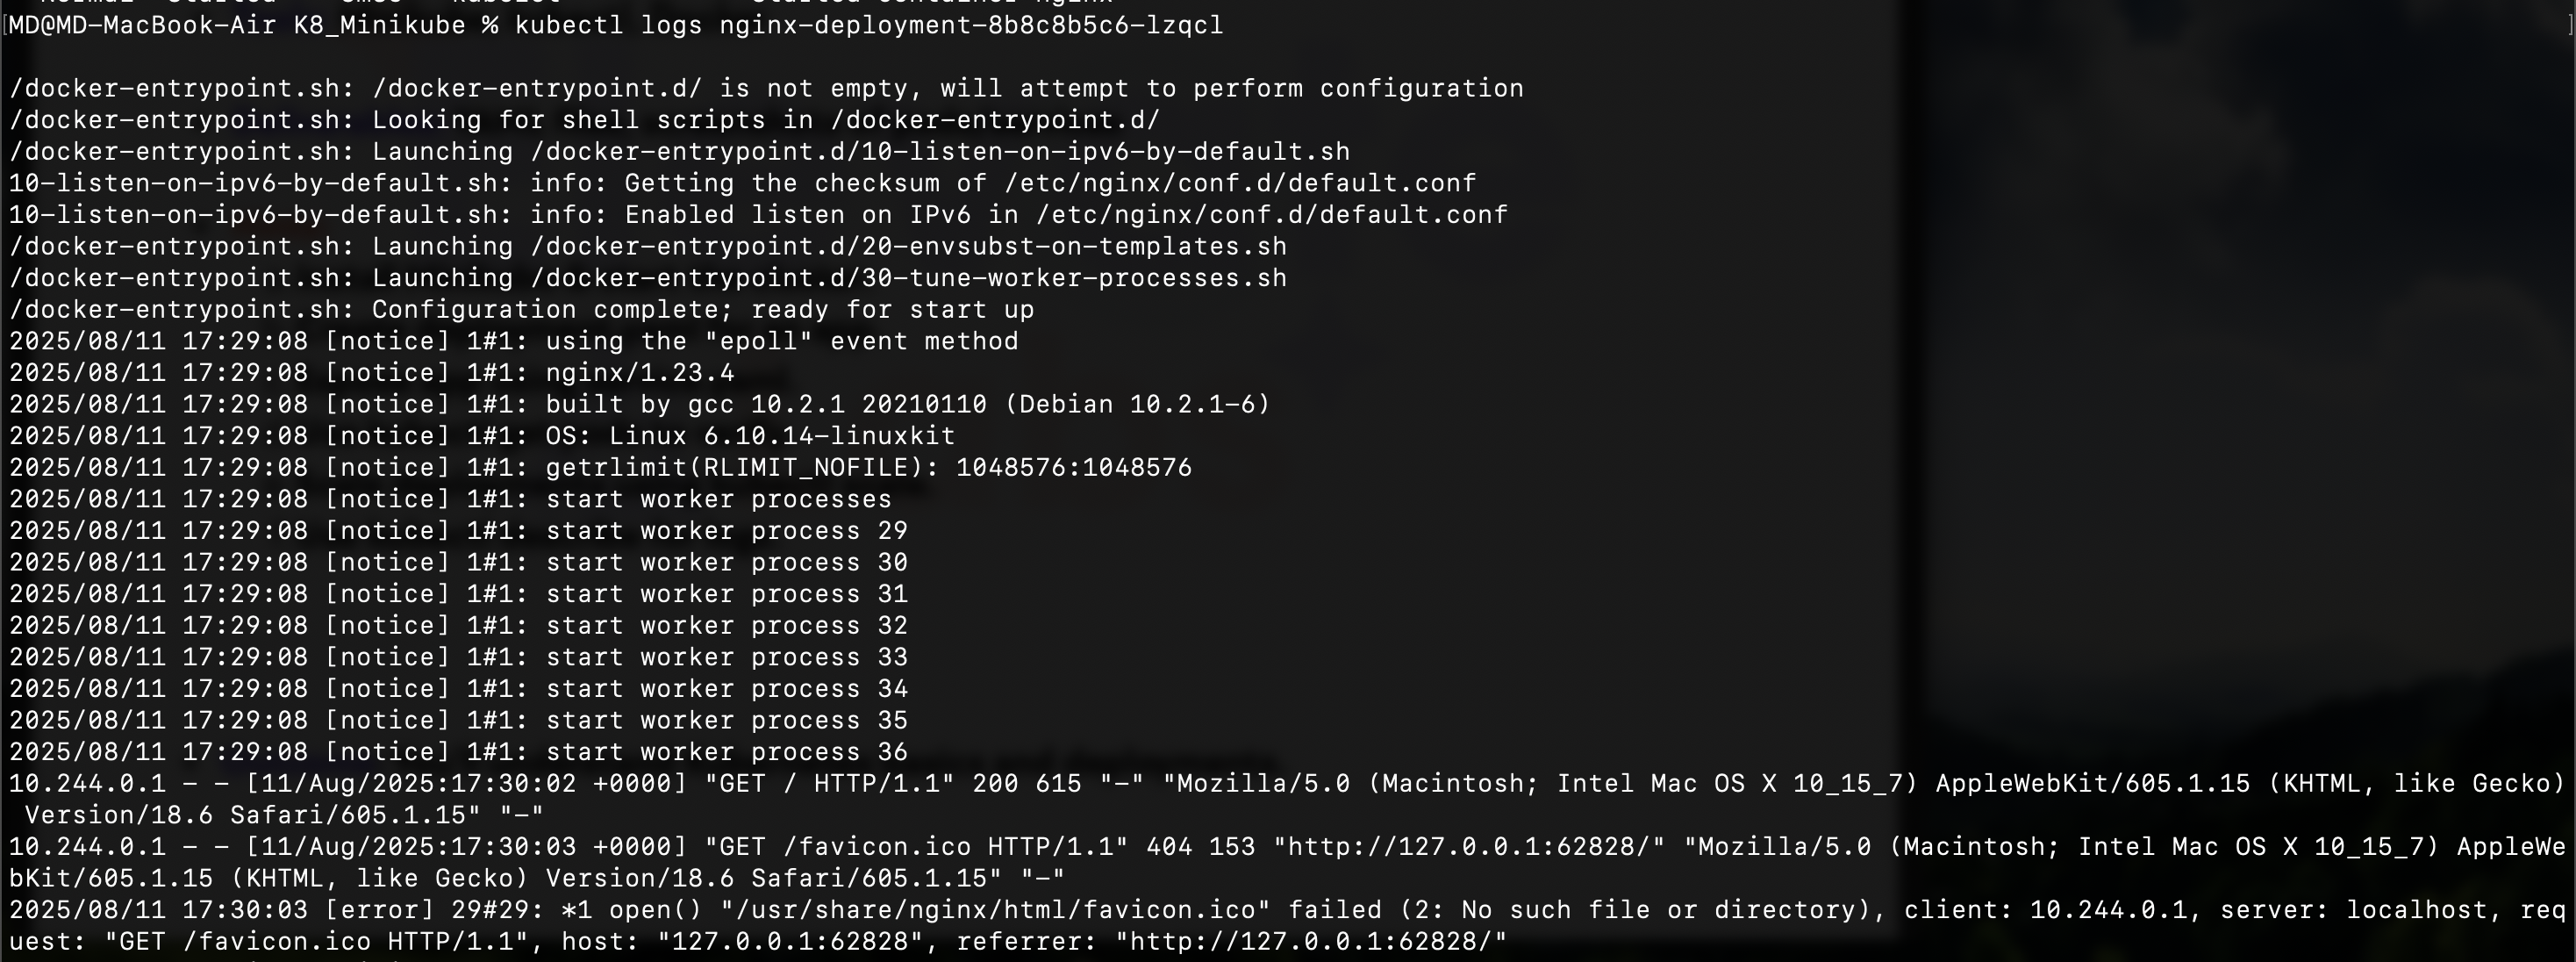 [MD@MD-MacBook-Air K8_Minikube % kubectl logs nginx-deployment-8b8c8b5c6-lzqcl ]
/docker-entrypoint.sh: /docker-entrypoint.d/ is not empty, will attempt to perform configuration
/docker-entrypoint.sh: Looking for shell scripts in /docker-entrypoint.d/
/docker-entrypoint.sh: Launching /docker-entrypoint.d/10-listen-on-ipv6-by-default.sh
10-listen-on-ipv6-by-default.sh: info: Getting the checksum of /etc/nginx/conf.d/default.conf
10-listen-on-ipv6-by-default.sh: info: Enabled listen on IPv6 in /etc/nginx/conf.d/default.conf
/docker-entrypoint.sh: Launching /docker-entrypoint.d/20-envsubst-on-templates.sh
/docker-entrypoint.sh: Launching /docker-entrypoint.d/30-tune-worker-processes.sh
/docker-entrypoint.sh: Configuration complete; ready for start up
2025/08/11 17:29:08 [notice] 1#1: using the "epoll" event method
2025/08/11 17:29:08 [notice] 1#1: nginx/1.23.4
2025/08/11 17:29:08 [notice] 1#1: built by gcc 10.2.1 20210110 (Debian 10.2.1-6)
2025/08/11 17:29:08 [notice] 1#1: OS: Linux 6.10.14-linuxkit
2025/08/11 17:29:08 [notice] 1#1: getrlimit(RLIMIT_NOFILE): 1048576:1048576
2025/08/11 17:29:08 [notice] 1#1: start worker processes
2025/08/11 17:29:08 [notice] 1#1: start worker process 29
2025/08/11 17:29:08 [notice] 1#1: start worker process 30
2025/08/11 17:29:08 [notice] 1#1: start worker process 31
2025/08/11 17:29:08 [notice] 1#1: start worker process 32
2025/08/11 17:29:08 [notice] 1#1: start worker process 33
2025/08/11 17:29:08 [notice] 1#1: start worker process 34
2025/08/11 17:29:08 [notice] 1#1: start worker process 35
2025/08/11 17:29:08 [notice] 1#1: start worker process 36
10.244.0.1 - - [11/Aug/2025:17:30:02 +0000] "GET / HTTP/1.1" 200 615 "-" "Mozilla/5.0 (Macintosh; Intel Mac OS X 10_15_7) AppleWebKit/605.1.15 (KHTML, like Gecko)
Version/18.6 Safari/605.1.15" "-"
10.244.0.1 - - [11/Aug/2025:17:30:03 +0000] "GET /favicon.ico HTTP/1.1" 404 153 "http://127.0.0.1:62828/" "Mozilla/5.0 (Macintosh; Intel Mac OS X 10_15_7) AppleWe
bKit/605.1.15 (KHTML, like Gecko) Version/18.6 Safari/605.1.15" "-"
2025/08/11 17:30:03 [error] 29#29: *1 open() "/usr/share/nginx/html/favicon.ico" failed (2: No such file or directory), client: 10.244.0.1, server: localhost, req
uest: "GET /favicon.ico HTTP/1.1", host: "127.0.0.1:62828", referrer: "http://127.0.0.1:62828/"